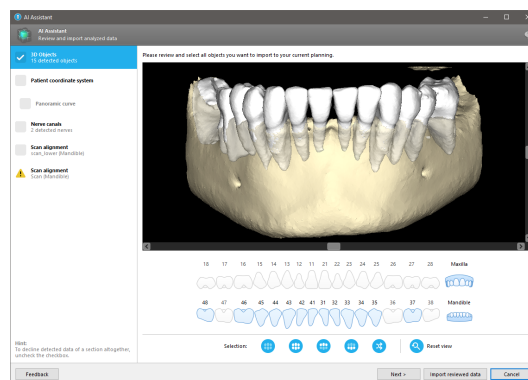 AI Assistant
AI Assistant
Review and import analyzed data
3D Objects
15 detected objects
Patient coordinate system
Panoramic curve
Nerve canals
2 detected nerves
Scan alignment
scan_lower (Mandible)
Scan alignment
Scan (Mandible)
Hint:
To decline detected data of a section altogether,
uncheck the checkbox.
Please review and select all objects you want to import to your current planning.
18 17 16 15 14 13 12 11 21 22 23 24 25 26 27 28 Maxilla
48 47 46 45 44 43 42 41 31 32 33 34 35 36 37 38 Mandible
Selection: Reset view
Feedback Next > Import reviewed data Cancel